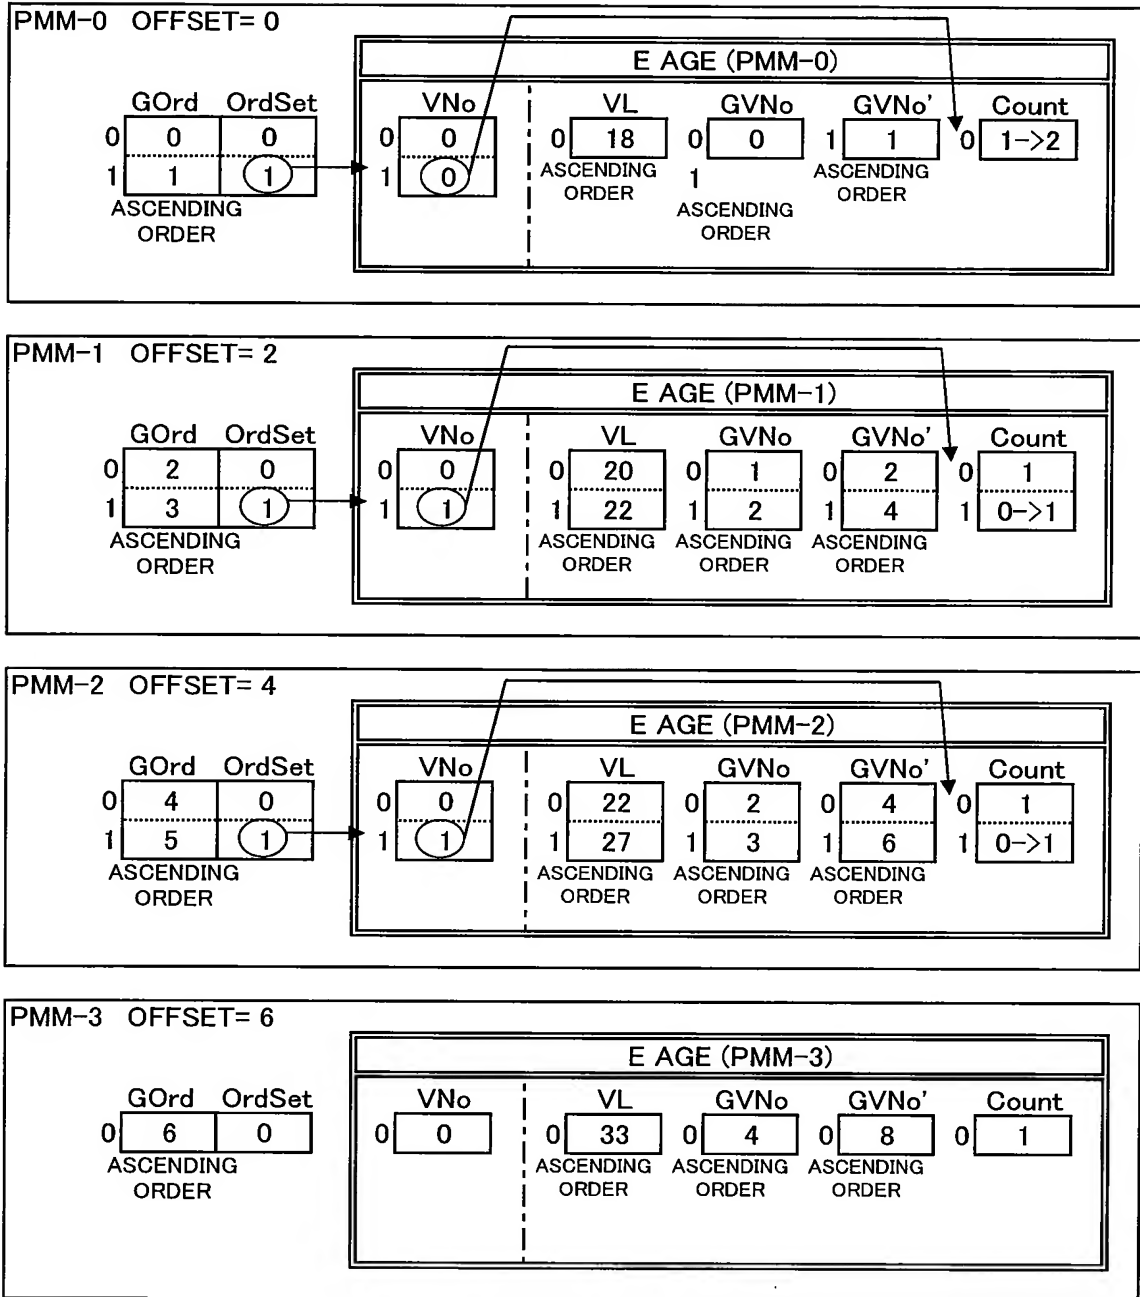 PMM-0 OFFSET= 0
E AGE (PMM-0)
GOrd OrdSet VNo VL GVNo GVNo' Count
0 0 0 0 0 0 18 0 0 1 1 0 1->2
1 1 1 1 0 1
ASCENDING ORDER
ASCENDING ORDER
ASCENDING ORDER
ASCENDING ORDER
PMM-1 OFFSET= 2
E AGE (PMM-1)
GOrd OrdSet VNo VL GVNo GVNo' Count
0 2 0 0 0 0 20 0 1 0 2 0 1
1 3 1 1 1 1 22 1 2 1 4 1 0->1
ASCENDING ASCENDING ASCENDING ASCENDING
ORDER ORDER ORDER ORDER
PMM-2 OFFSET= 4
E AGE (PMM-2)
GOrd OrdSet VNo VL GVNo GVNo' Count
0 4 0 0 0 0 22 0 2 0 4 0 1
1 5 1 1 1 1 27 1 3 1 6 1 0->1
ASCENDING ASCENDING ASCENDING ASCENDING
ORDER ORDER ORDER ORDER
PMM-3 OFFSET= 6
E AGE (PMM-3)
GOrd OrdSet VNo VL GVNo GVNo' Count
0 6 0 0 0 0 33 0 4 0 8 0 1
ASCENDING ASCENDING ASCENDING ASCENDING
ORDER ORDER ORDER ORDER